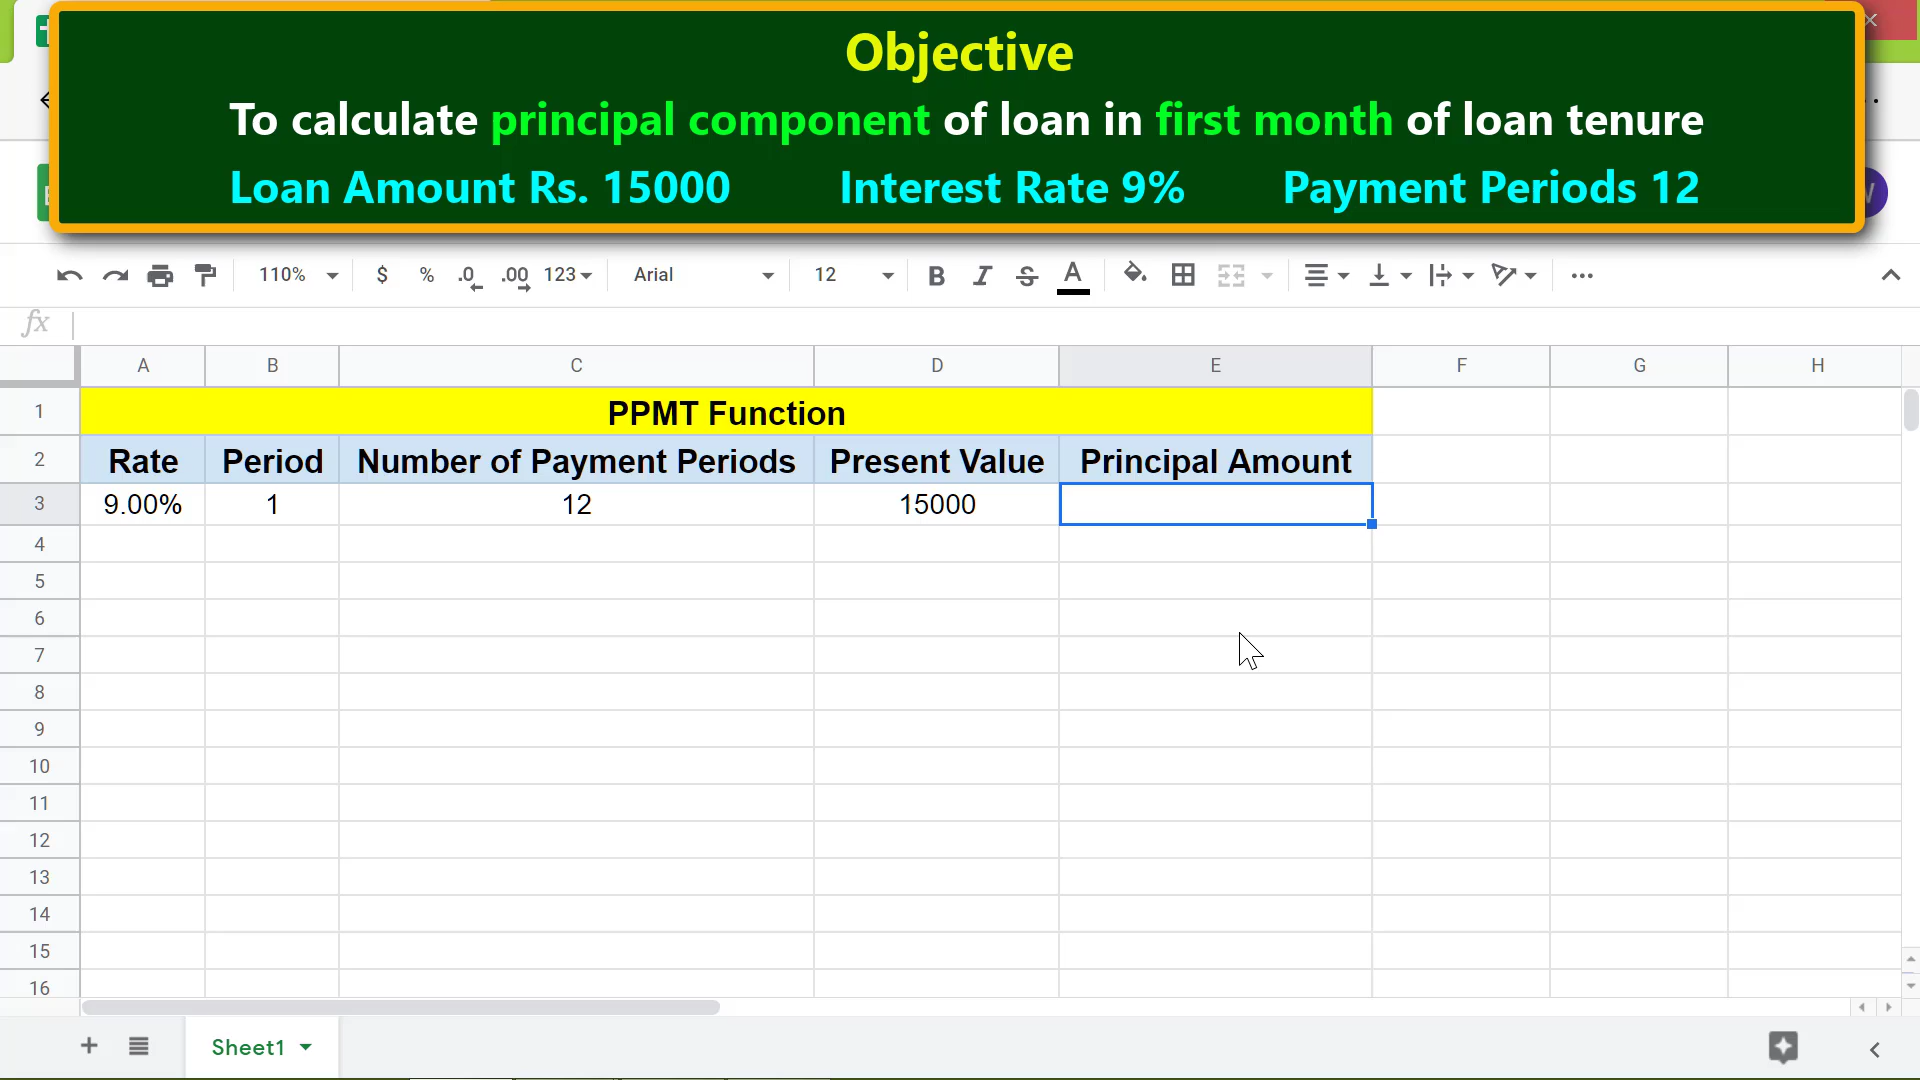 Objective
To calculate principal component of loan in first month of loan tenure
Loan Amount Rs. 15000 Interest Rate 9% Payment Periods 12
110% $ % .0 .00 123 Arial 12 B I S A
fx
A B C D E F G H
1 PPMT Function
2 Rate Period Number of Payment Periods Present Value Principal Amount
3 9.00% 1 12 15000
4
5
6
7
8
9
10
11
12
13
14
15
16
+ Sheet1